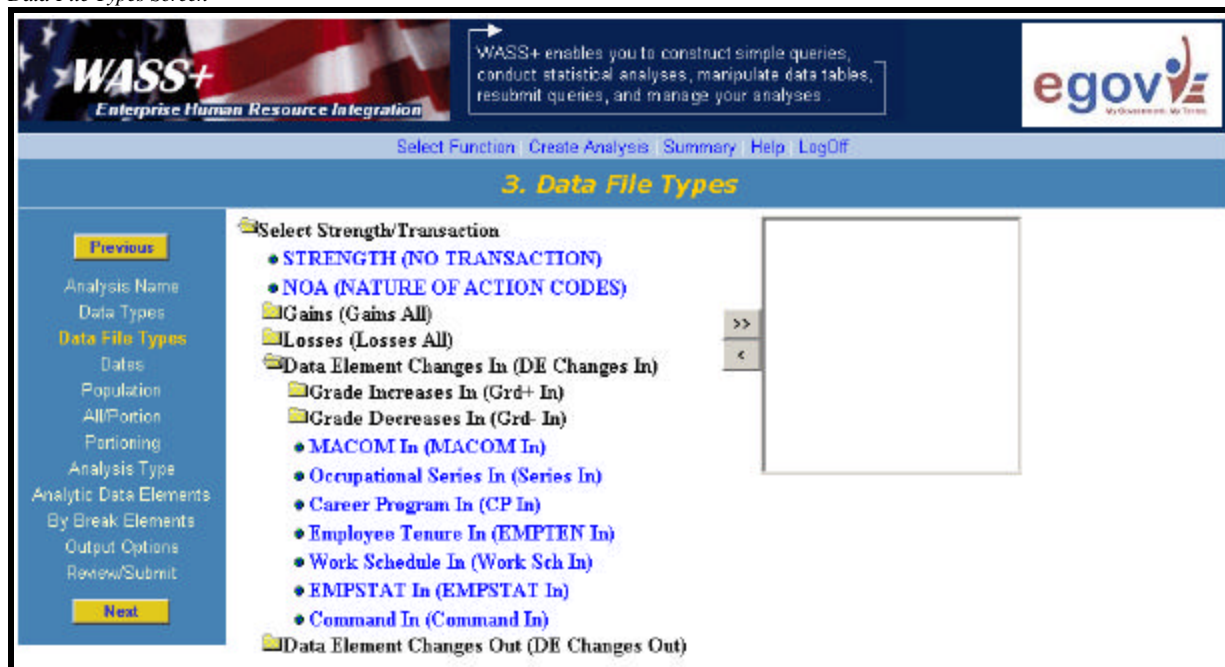 Data File Types Screen
WASS+
Enterprise Human Resource Integration
WASS+ enables you to construct simple queries,
conduct statistical analyses, manipulate data tables,
resubmit queries, and manage your analyses .
egov
My Government. My Terms.
Select Function | Create Analysis | Summary | Help | LogOff
3. Data File Types
Previous
Analysis Name
Data Types
Data File Types
Dates
Population
All/Portion
Portioning
Analysis Type
Analytic Data Elements
By Break Elements
Output Options
Review/Submit
Next
Select Strength/Transaction
STRENGTH (NO TRANSACTION)
NOA (NATURE OF ACTION CODES)
Gains (Gains All)
Losses (Losses All)
Data Element Changes In (DE Changes In)
Grade Increases In (Grd+ In)
Grade Decreases In (Grd- In)
MACOM In (MACOM In)
Occupational Series In (Series In)
Career Program In (CP In)
Employee Tenure In (EMPTEN In)
Work Schedule In (Work Sch In)
EMPSTAT In (EMPSTAT In)
Command In (Command In)
Data Element Changes Out (DE Changes Out)
>>
<